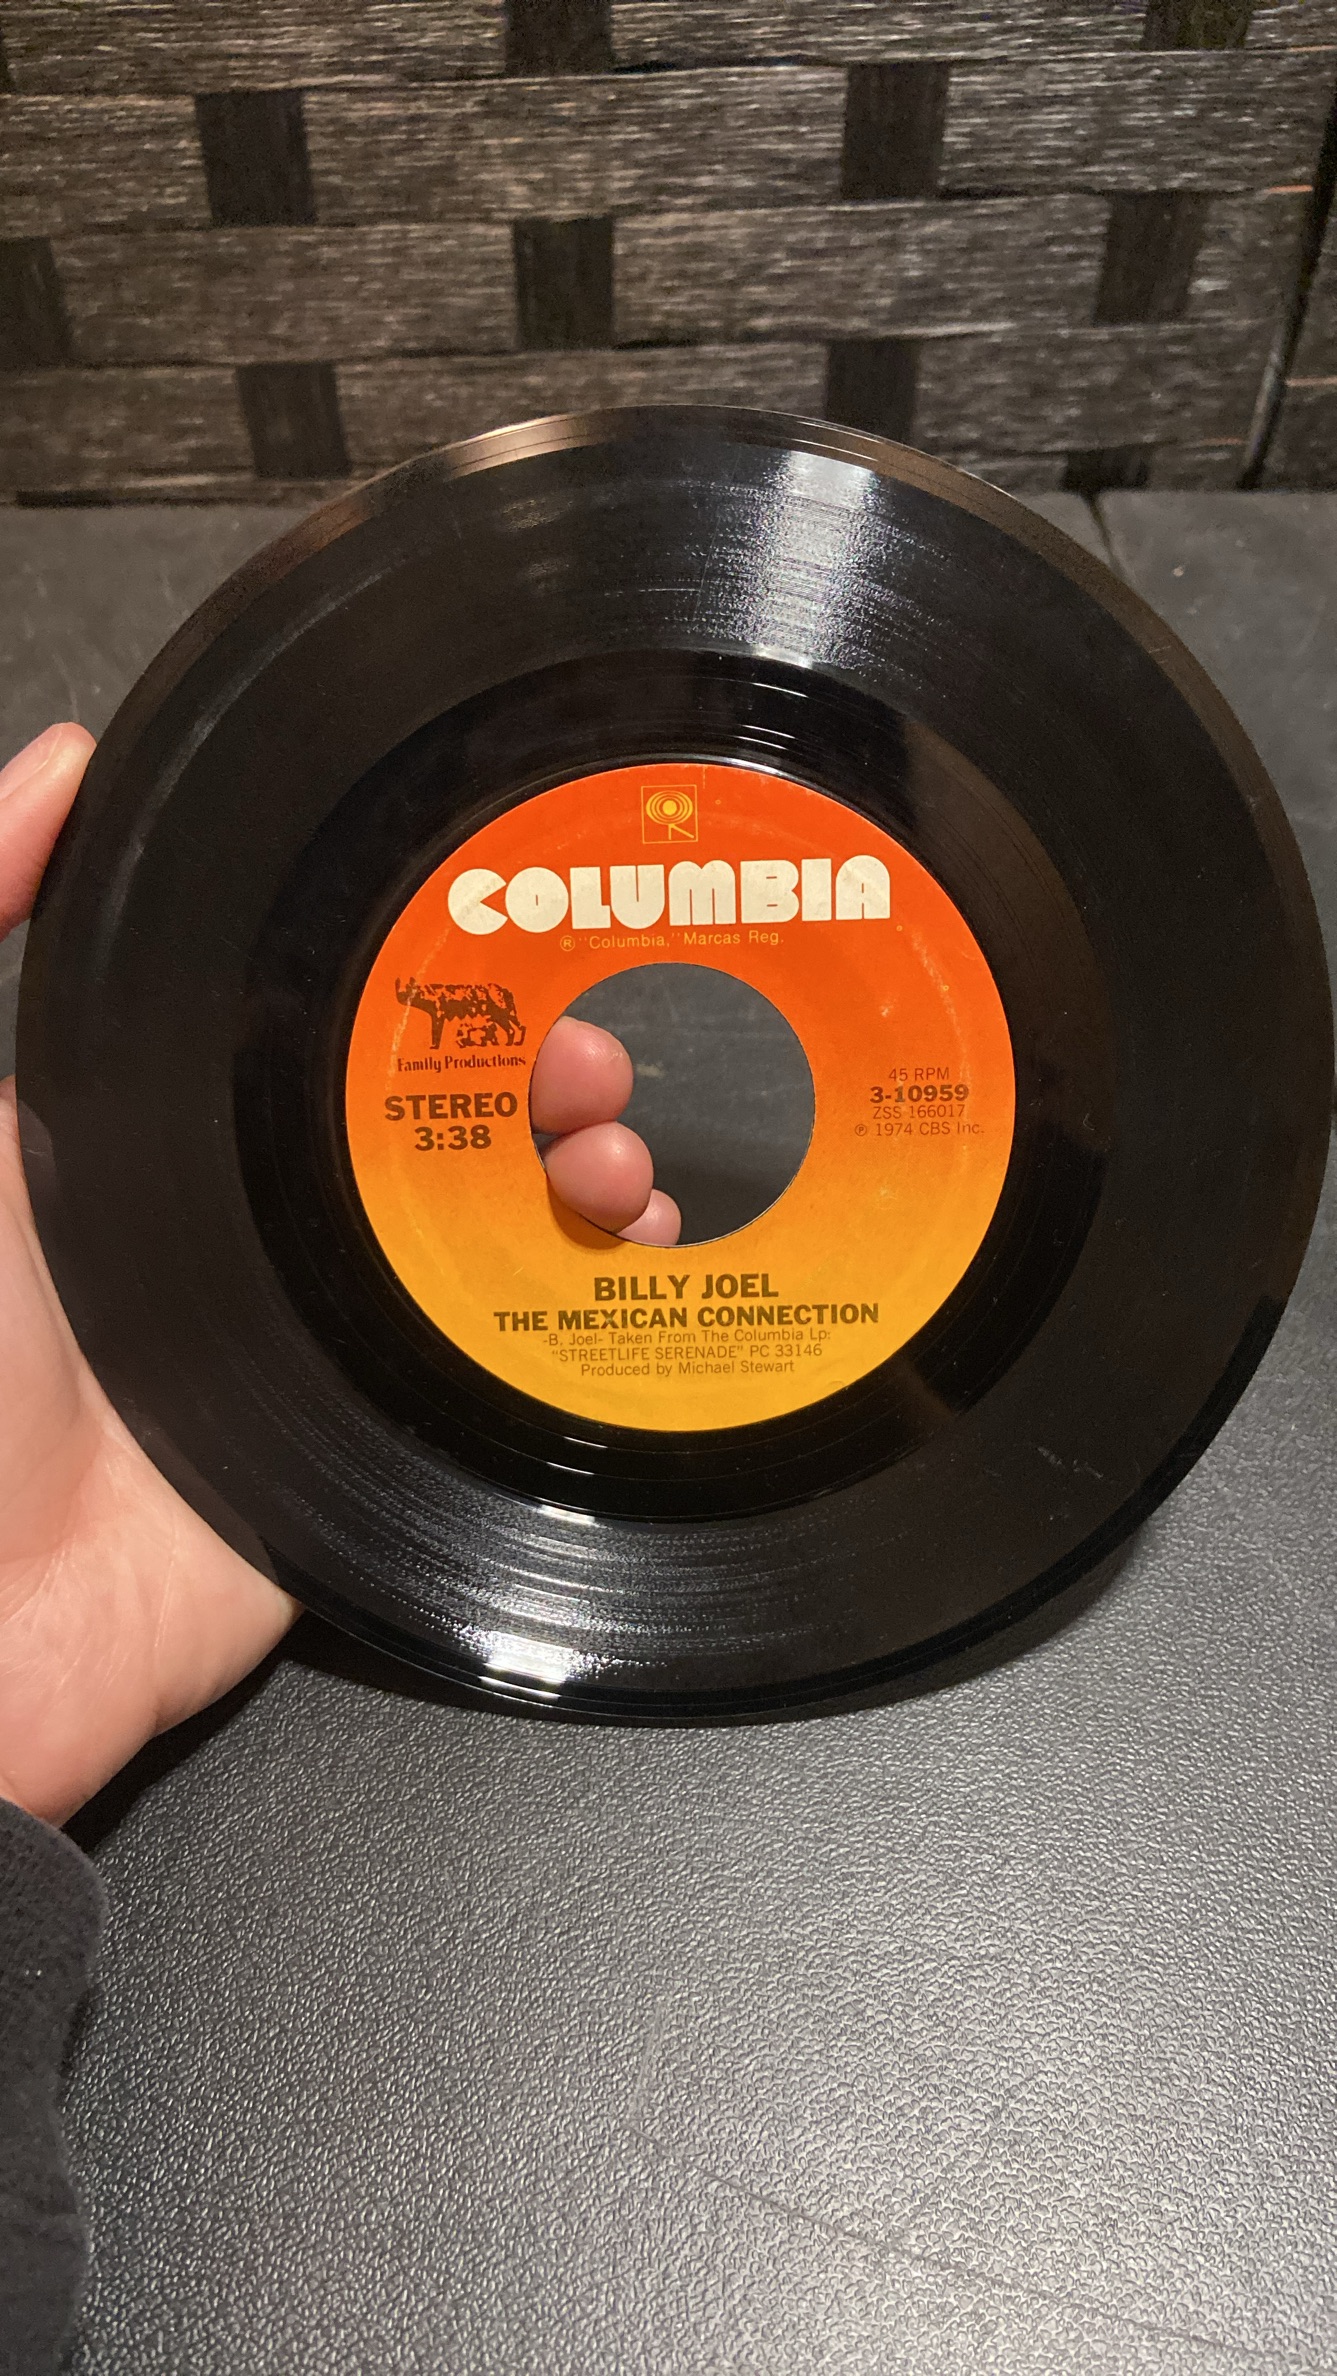 COLUMBIA
® "Columbia," Marcas Reg.
Family Productions
STEREO
3:38
45 RPM
3-10959
ZSS 166017
℗ 1974 CBS Inc.
BILLY JOEL
THE MEXICAN CONNECTION
-B. Joel- Taken From The Columbia Lp:
"STREETLIFE SERENADE" PC 33146
Produced by Michael Stewart